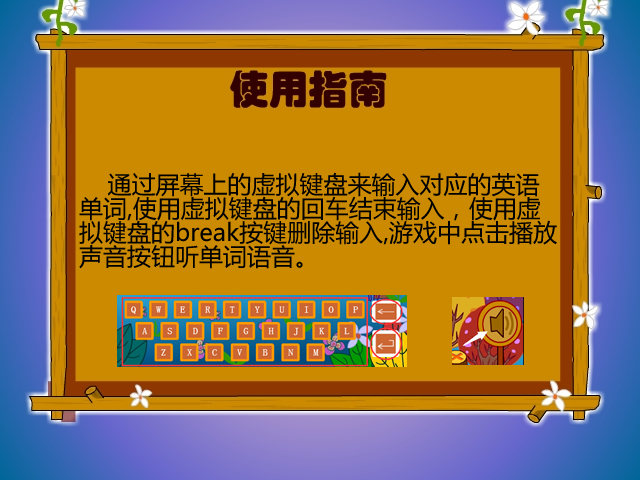 使用指南
通过屏幕上的虚拟键盘来输入对应的英语
单词,使用虚拟键盘的回车结束输入，使用虚
拟键盘的break按键删除输入,游戏中点击播放
声音按钮听单词语音。
Q W E R T Y U I O P
A S D F G H J K L
Z X C V B N M